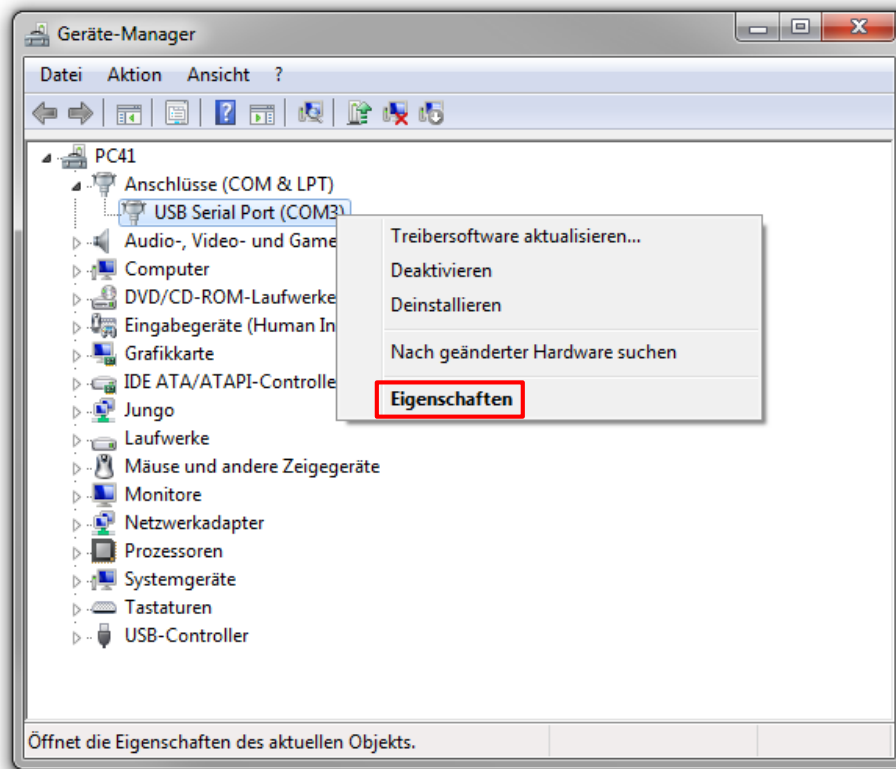 Geräte-Manager
Datei Aktion Ansicht ?
PC41
Anschlüsse (COM & LPT)
USB Serial Port (COM3)
Audio-, Video- und Game
Computer
DVD/CD-ROM-Laufwerke
Eingabegeräte (Human In
Grafikkarte
IDE ATA/ATAPI-Controlle
Jungo
Laufwerke
Mäuse und andere Zeigegeräte
Monitore
Netzwerkadapter
Prozessoren
Systemgeräte
Tastaturen
USB-Controller
Treibersoftware aktualisieren...
Deaktivieren
Deinstallieren
Nach geänderter Hardware suchen
Eigenschaften
Öffnet die Eigenschaften des aktuellen Objekts.